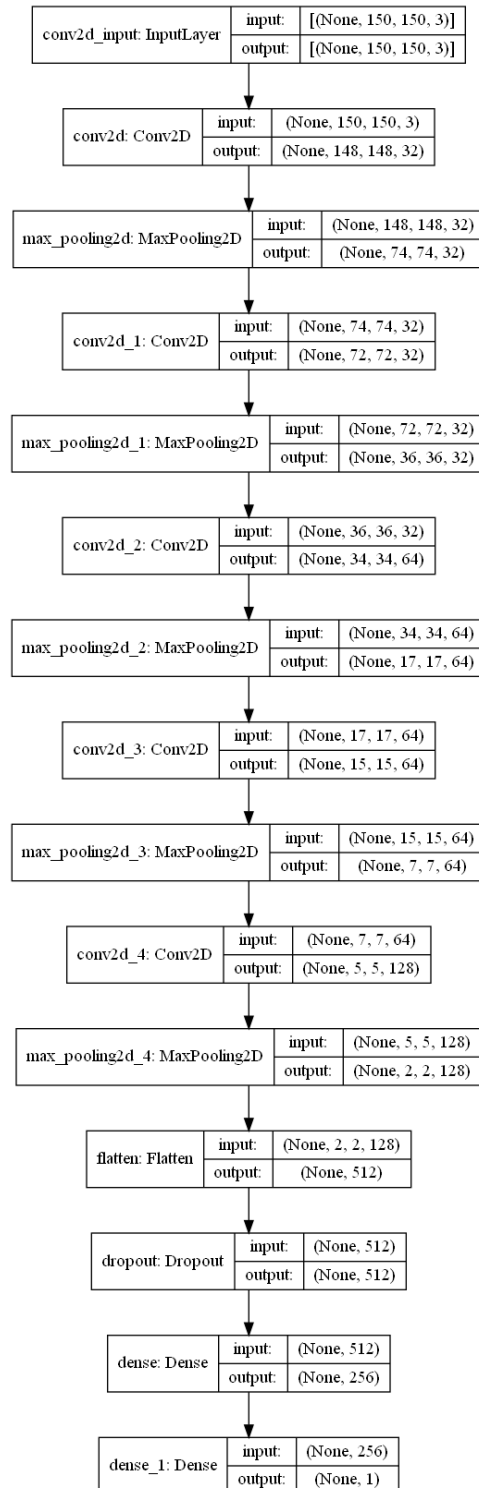 conv2d_input: InputLayer
input: [(None, 150, 150, 3)]
output: [(None, 150, 150, 3)]
conv2d: Conv2D
input: (None, 150, 150, 3)
output: (None, 148, 148, 32)
max_pooling2d: MaxPooling2D
input: (None, 148, 148, 32)
output: (None, 74, 74, 32)
conv2d_1: Conv2D
input: (None, 74, 74, 32)
output: (None, 72, 72, 32)
max_pooling2d_1: MaxPooling2D
input: (None, 72, 72, 32)
output: (None, 36, 36, 32)
conv2d_2: Conv2D
input: (None, 36, 36, 32)
output: (None, 34, 34, 64)
max_pooling2d_2: MaxPooling2D
input: (None, 34, 34, 64)
output: (None, 17, 17, 64)
conv2d_3: Conv2D
input: (None, 17, 17, 64)
output: (None, 15, 15, 64)
max_pooling2d_3: MaxPooling2D
input: (None, 15, 15, 64)
output: (None, 7, 7, 64)
conv2d_4: Conv2D
input: (None, 7, 7, 64)
output: (None, 5, 5, 128)
max_pooling2d_4: MaxPooling2D
input: (None, 5, 5, 128)
output: (None, 2, 2, 128)
flatten: Flatten
input: (None, 2, 2, 128)
output: (None, 512)
dropout: Dropout
input: (None, 512)
output: (None, 512)
dense: Dense
input: (None, 512)
output: (None, 256)
dense_1: Dense
input: (None, 256)
output: (None, 1)